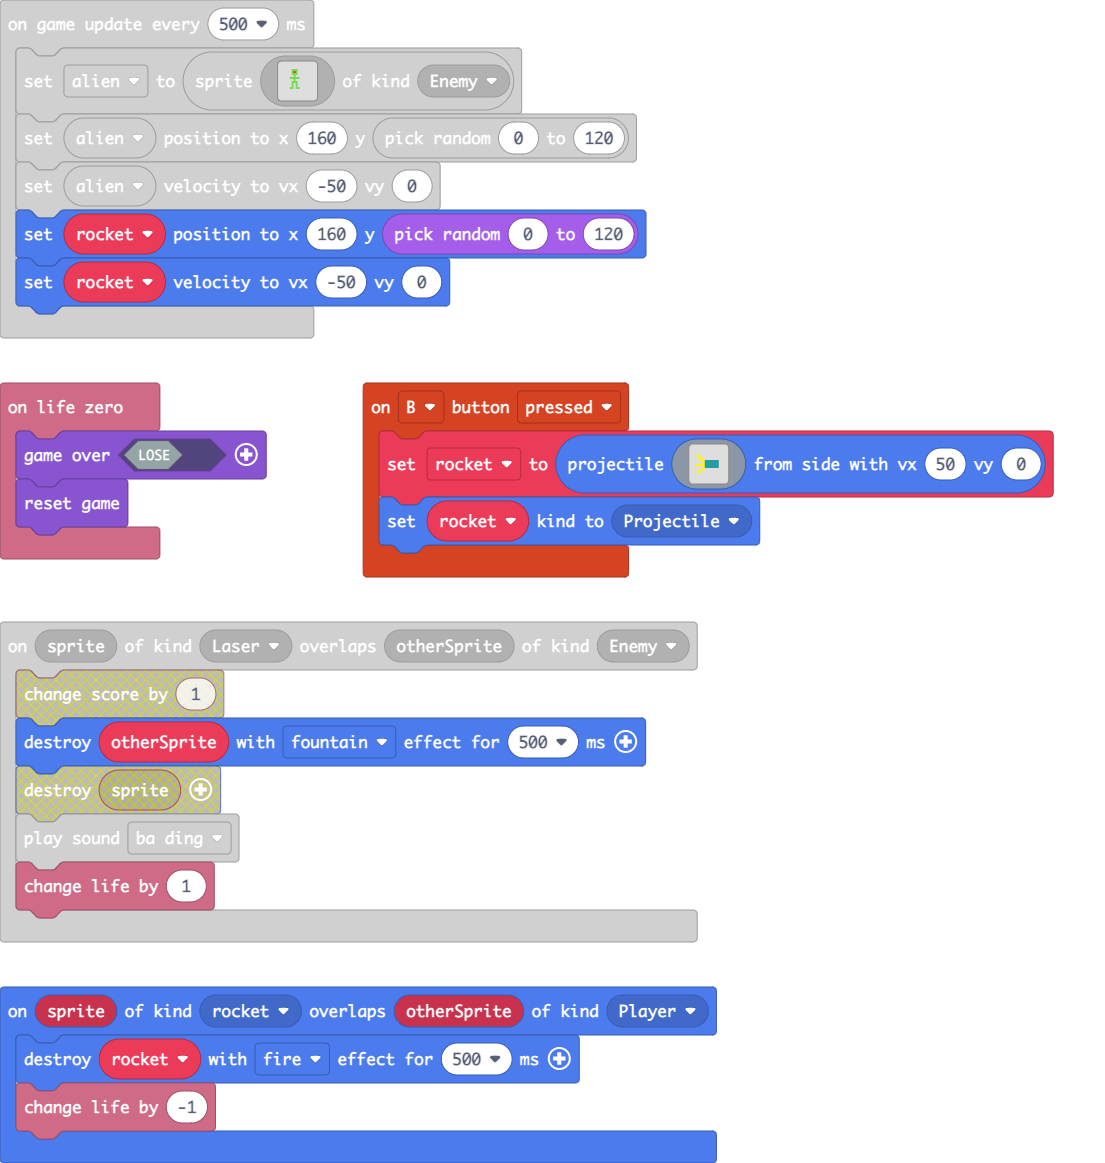 on game update every 500 ms
set alien to sprite of kind Enemy
set alien position to x 160 y pick random 0 to 120
set alien velocity to vx -50 vy 0
set rocket position to x 160 y pick random 0 to 120
set rocket velocity to vx -50 vy 0
on life zero
game over LOSE
reset game
on B button pressed
set rocket to projectile from side with vx 50 vy 0
set rocket kind to Projectile
on sprite of kind Laser overlaps otherSprite of kind Enemy
change score by 1
destroy otherSprite with fountain effect for 500 ms
destroy sprite
play sound ba ding
change life by 1
on sprite of kind rocket overlaps otherSprite of kind Player
destroy rocket with fire effect for 500 ms
change life by -1